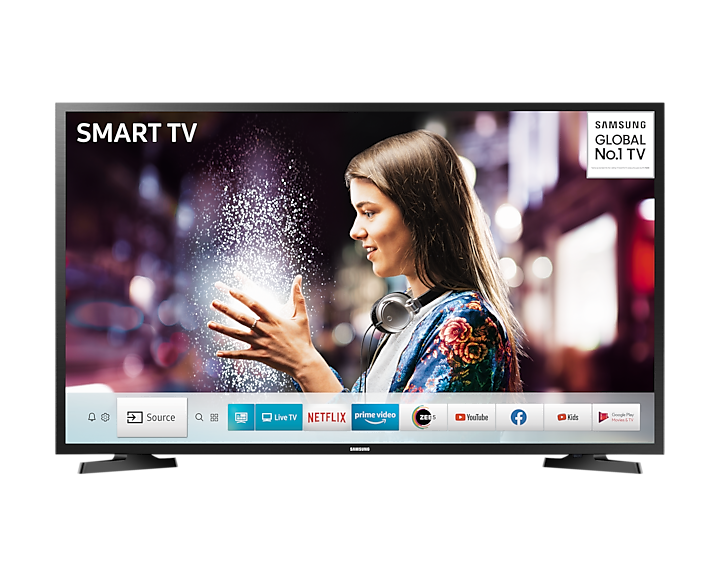 SMART TV
SAMSUNG
GLOBAL
No.1 TV
Source
Live TV
NETFLIX
prime video
ZEE5
YouTube
Kids
Google Play
Movies & TV
SAMSUNG